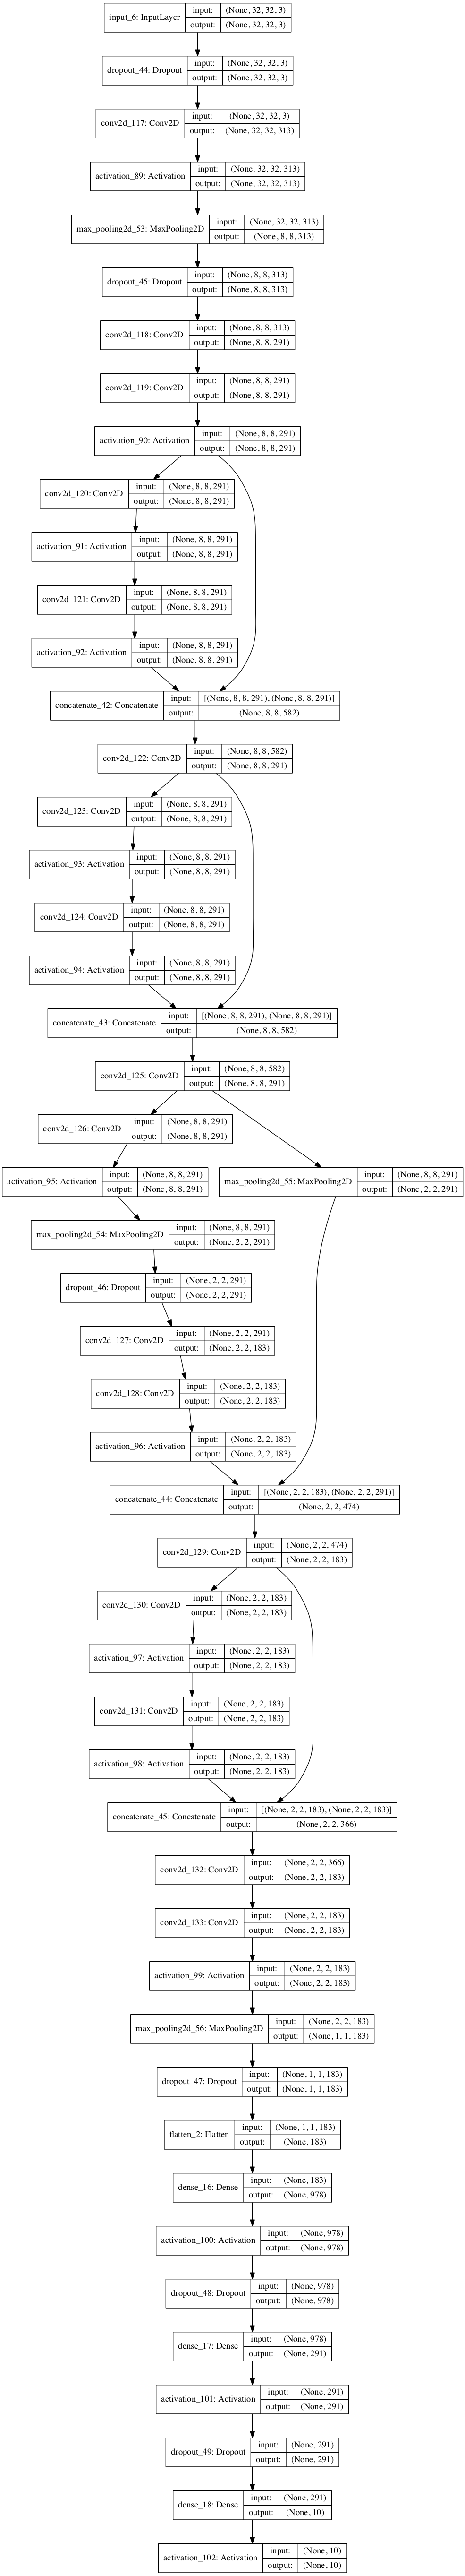 input_6: InputLayer input: (None, 32, 32, 3)
output: (None, 32, 32, 3)
dropout_44: Dropout input: (None, 32, 32, 3)
output: (None, 32, 32, 3)
conv2d_117: Conv2D input: (None, 32, 32, 3)
output: (None, 32, 32, 313)
activation_89: Activation input: (None, 32, 32, 313)
output: (None, 32, 32, 313)
max_pooling2d_53: MaxPooling2D input: (None, 32, 32, 313)
output: (None, 8, 8, 313)
dropout_45: Dropout input: (None, 8, 8, 313)
output: (None, 8, 8, 313)
conv2d_118: Conv2D input: (None, 8, 8, 313)
output: (None, 8, 8, 291)
conv2d_119: Conv2D input: (None, 8, 8, 291)
output: (None, 8, 8, 291)
activation_90: Activation input: (None, 8, 8, 291)
output: (None, 8, 8, 291)
conv2d_120: Conv2D input: (None, 8, 8, 291)
output: (None, 8, 8, 291)
activation_91: Activation input: (None, 8, 8, 291)
output: (None, 8, 8, 291)
conv2d_121: Conv2D input: (None, 8, 8, 291)
output: (None, 8, 8, 291)
activation_92: Activation input: (None, 8, 8, 291)
output: (None, 8, 8, 291)
concatenate_42: Concatenate input: [(None, 8, 8, 291), (None, 8, 8, 291)]
output: (None, 8, 8, 582)
conv2d_122: Conv2D input: (None, 8, 8, 582)
output: (None, 8, 8, 291)
conv2d_123: Conv2D input: (None, 8, 8, 291)
output: (None, 8, 8, 291)
activation_93: Activation input: (None, 8, 8, 291)
output: (None, 8, 8, 291)
conv2d_124: Conv2D input: (None, 8, 8, 291)
output: (None, 8, 8, 291)
activation_94: Activation input: (None, 8, 8, 291)
output: (None, 8, 8, 291)
concatenate_43: Concatenate input: [(None, 8, 8, 291), (None, 8, 8, 291)]
output: (None, 8, 8, 582)
conv2d_125: Conv2D input: (None, 8, 8, 582)
output: (None, 8, 8, 291)
conv2d_126: Conv2D input: (None, 8, 8, 291)
output: (None, 8, 8, 291)
activation_95: Activation input: (None, 8, 8, 291)
output: (None, 8, 8, 291)
max_pooling2d_55: MaxPooling2D input: (None, 8, 8, 291)
output: (None, 2, 2, 291)
max_pooling2d_54: MaxPooling2D input: (None, 8, 8, 291)
output: (None, 2, 2, 291)
dropout_46: Dropout input: (None, 2, 2, 291)
output: (None, 2, 2, 291)
conv2d_127: Conv2D input: (None, 2, 2, 291)
output: (None, 2, 2, 183)
conv2d_128: Conv2D input: (None, 2, 2, 183)
output: (None, 2, 2, 183)
activation_96: Activation input: (None, 2, 2, 183)
output: (None, 2, 2, 183)
concatenate_44: Concatenate input: [(None, 2, 2, 183), (None, 2, 2, 291)]
output: (None, 2, 2, 474)
conv2d_129: Conv2D input: (None, 2, 2, 474)
output: (None, 2, 2, 183)
conv2d_130: Conv2D input: (None, 2, 2, 183)
output: (None, 2, 2, 183)
activation_97: Activation input: (None, 2, 2, 183)
output: (None, 2, 2, 183)
conv2d_131: Conv2D input: (None, 2, 2, 183)
output: (None, 2, 2, 183)
activation_98: Activation input: (None, 2, 2, 183)
output: (None, 2, 2, 183)
concatenate_45: Concatenate input: [(None, 2, 2, 183), (None, 2, 2, 183)]
output: (None, 2, 2, 366)
conv2d_132: Conv2D input: (None, 2, 2, 366)
output: (None, 2, 2, 183)
conv2d_133: Conv2D input: (None, 2, 2, 183)
output: (None, 2, 2, 183)
activation_99: Activation input: (None, 2, 2, 183)
output: (None, 2, 2, 183)
max_pooling2d_56: MaxPooling2D input: (None, 2, 2, 183)
output: (None, 1, 1, 183)
dropout_47: Dropout input: (None, 1, 1, 183)
output: (None, 1, 1, 183)
flatten_2: Flatten input: (None, 1, 1, 183)
output: (None, 183)
dense_16: Dense input: (None, 183)
output: (None, 978)
activation_100: Activation input: (None, 978)
output: (None, 978)
dropout_48: Dropout input: (None, 978)
output: (None, 978)
dense_17: Dense input: (None, 978)
output: (None, 291)
activation_101: Activation input: (None, 291)
output: (None, 291)
dropout_49: Dropout input: (None, 291)
output: (None, 291)
dense_18: Dense input: (None, 291)
output: (None, 10)
activation_102: Activation input: (None, 10)
output: (None, 10)